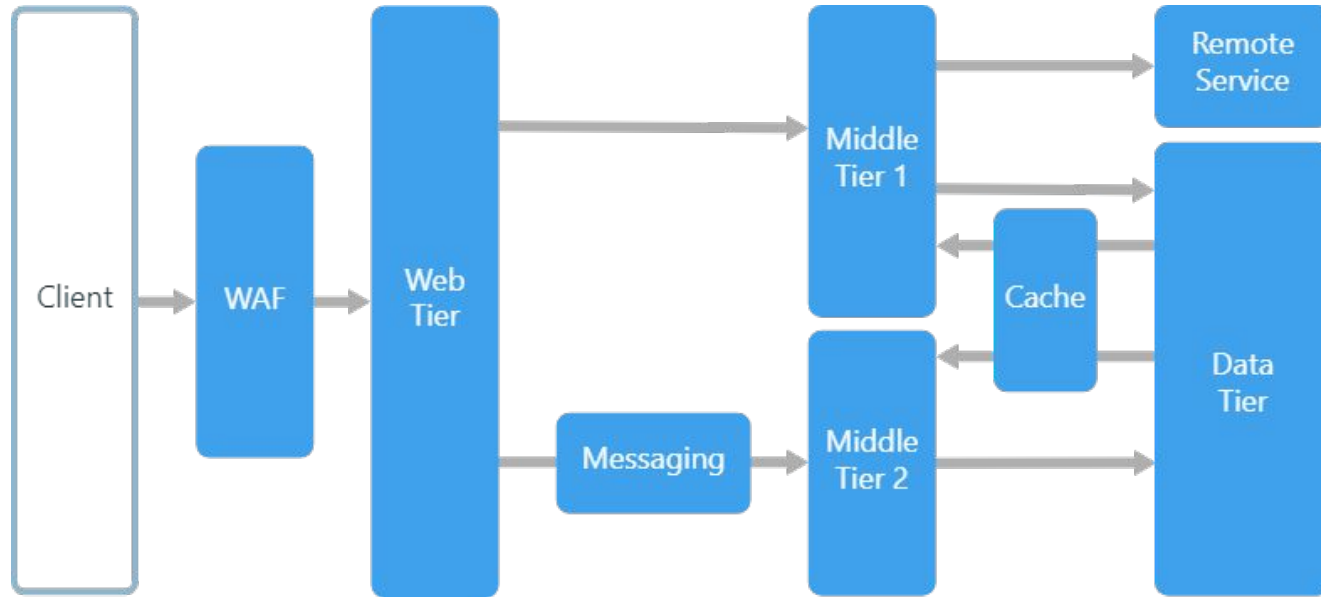 Client
WAF
Web
Tier
Messaging
Middle
Tier 1
Middle
Tier 2
Cache
Remote
Service
Data
Tier